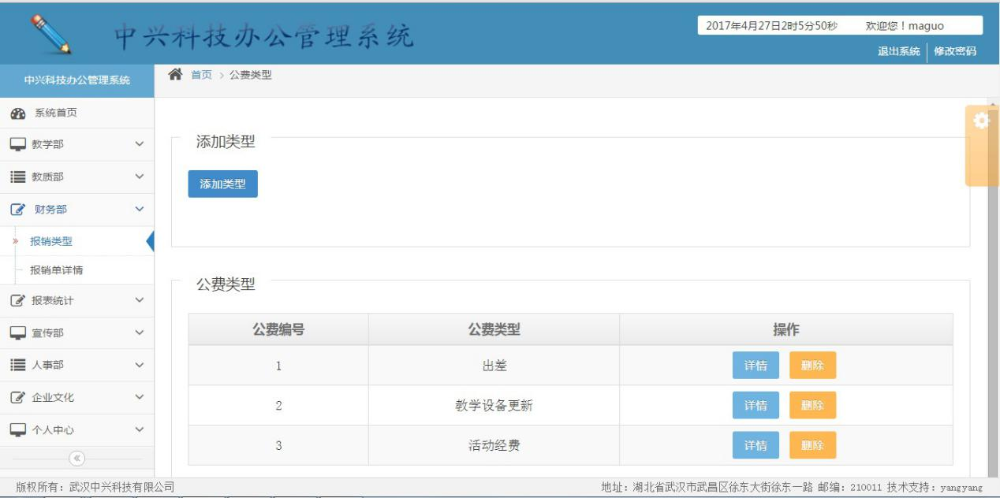 中兴科技办公管理系统
2017年4月27日2时5分50秒 欢迎您！maguo
退出系统 修改密码
中兴科技办公管理系统
首页 > 公费类型
系统首页
教学部
教质部
财务部
报销类型
报销单详情
报表统计
宣传部
人事部
企业文化
个人中心
添加类型
添加类型
公费类型
公费编号 公费类型 操作
1 出差 详情 删除
2 教学设备更新 详情 删除
3 活动经费 详情 删除
版权所有：武汉中兴科技有限公司
地址：湖北省武汉市武昌区徐东大街徐东一路 邮编：210011 技术支持：yangyang